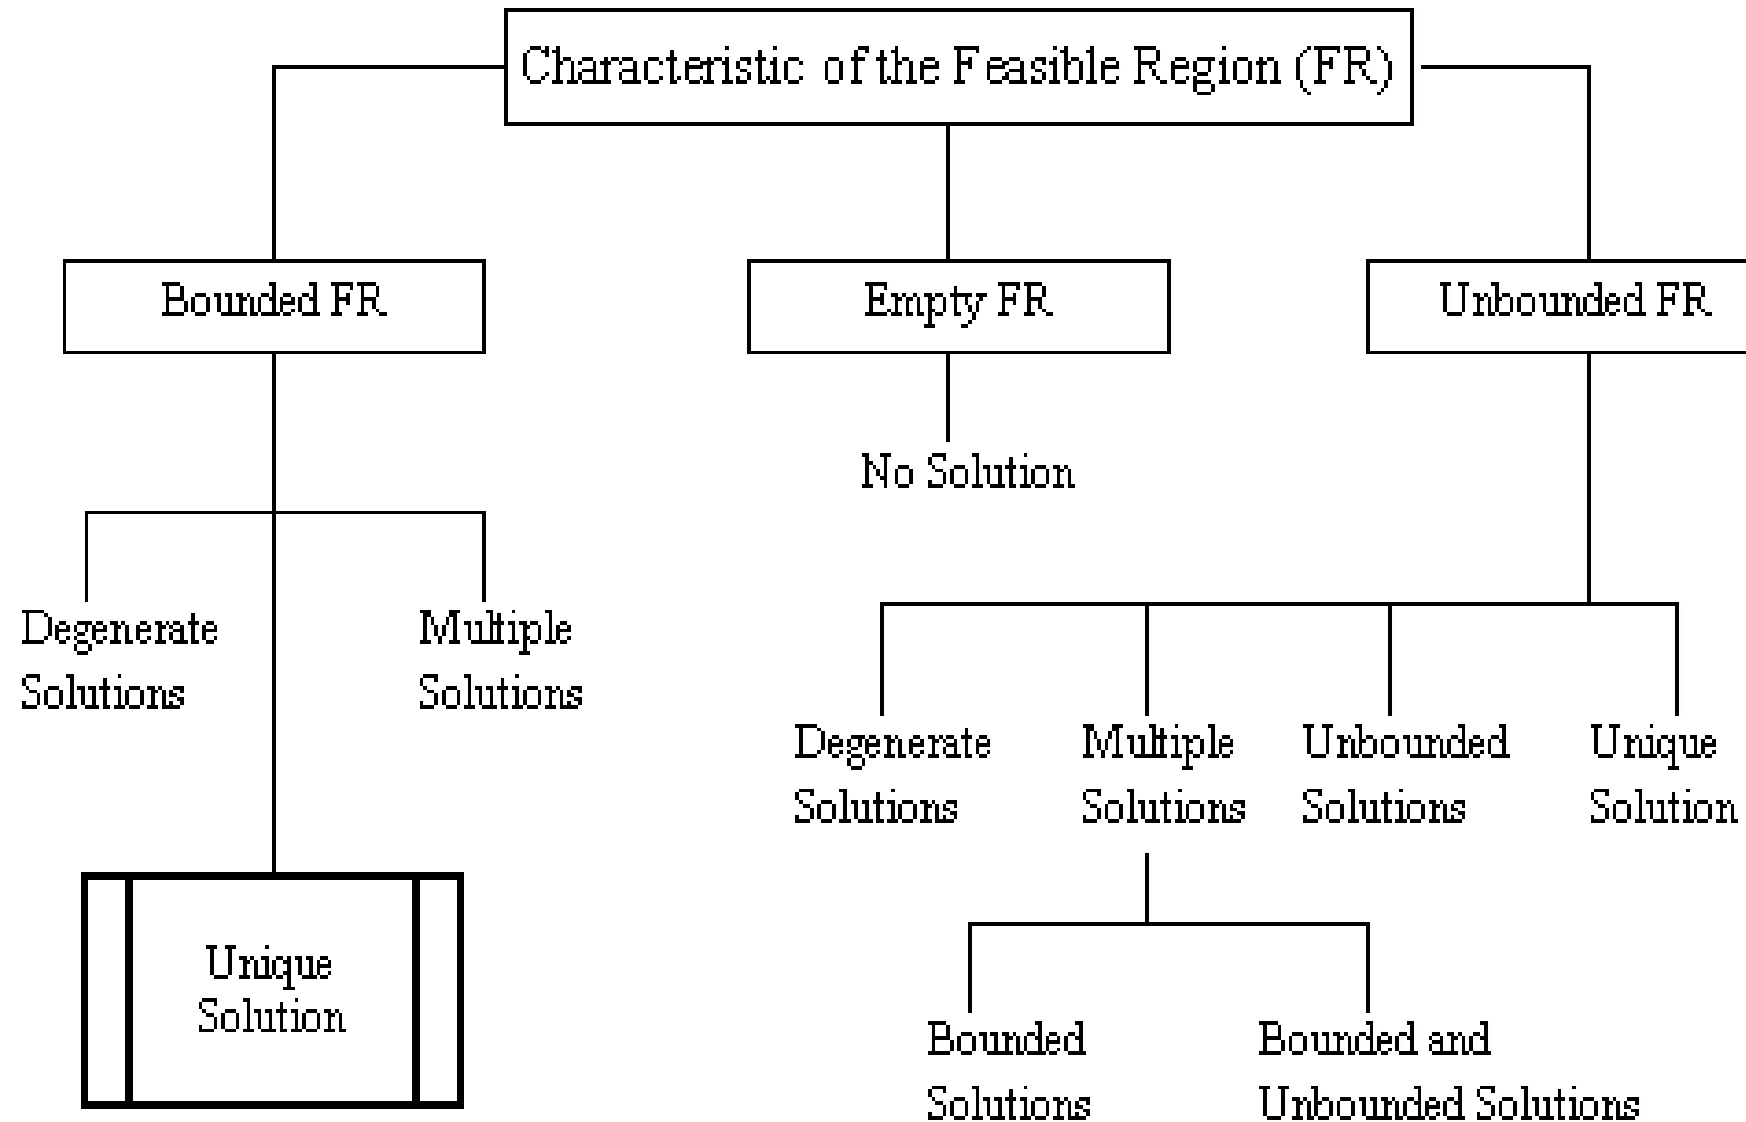 Characteristic of the Feasible Region (FR)
Bounded FR
Empty FR
Unbounded FR
No Solution
Degenerate
Solutions
Multiple
Solutions
Degenerate
Solutions
Multiple
Solutions
Unbounded
Solutions
Unique
Solution
Unique
Solution
Bounded
Solutions
Bounded and
Unbounded Solutions